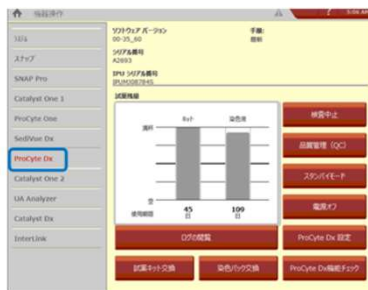 機器操作
ソフトウェア バージョン
00-35_60
手順:
シリアル番号
A2693
IPU シリアル番号
スナップ
SNAP Pro
Catalyst One 1
ProCyte One
SediVue Dx
ProCyte Dx
Catalyst One 2
UA Analyzer
Catalyst Dx
InterLink
試薬残線
キット
染色液
満杯
空
使用期限
45
日
109
日
検査中止
品質管理 (QC)
スタンバイモード
電源オフ
ログの閲覧
ProCyte Dx 設定
試薬キット交換
染色パック交換
ProCyte Dx機能チェック